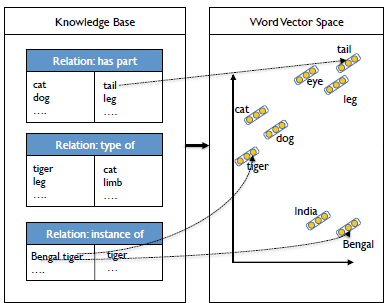 Knowledge Base
Relation: has part
cat tail
dog leg
.... ....
Relation: type of
tiger cat
leg limb
.... ....
Relation: instance of
Bengal tiger tiger
.... ...
Word Vector Space
tail
eye
leg
cat
dog
tiger
India
Bengal